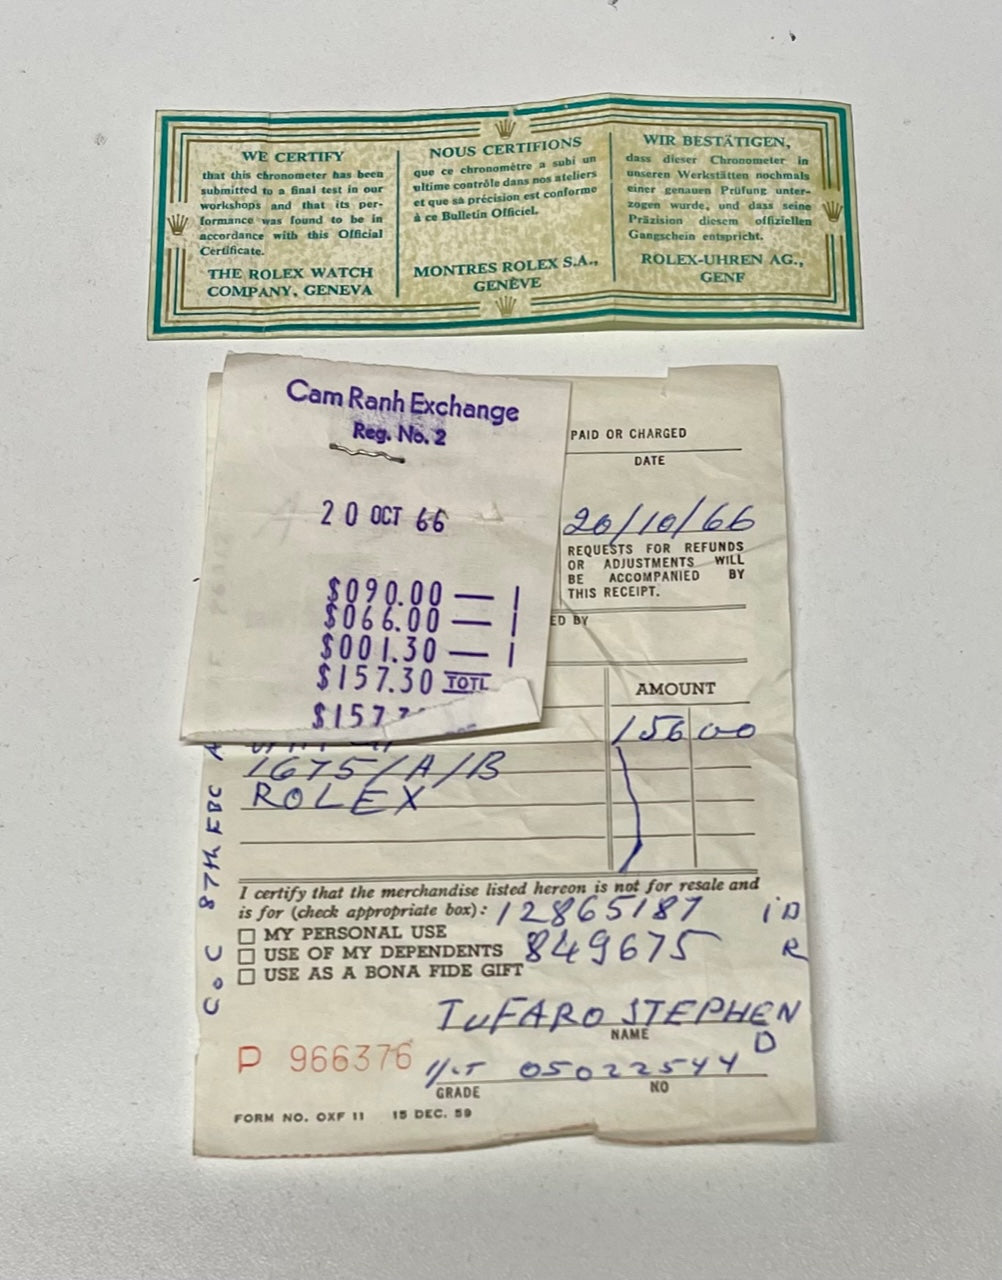 WE CERTIFY
that this chronometer has been
submitted to a final test in our
workshops and that its per-
formance was found to be in
accordance with this Official
Certificate.
THE ROLEX WATCH
COMPANY, GENEVA
NOUS CERTIFIONS
que ce chronomètre a subi un
ultime contrôle dans nos ateliers
et que sa précision est conforme
à ce Bulletin Officiel.
MONTRES ROLEX S.A.,
GENÈVE
WIR BESTÄTIGEN,
dass dieser Chronometer in
unseren Werkstätten nochmals
einer genauen Prüfung unter-
zogen wurde, und dass seine
Präzision diesem offiziellen
Gangschein entspricht.
ROLEX-UHREN AG.,
GENF
Cam Ranh Exchange
Reg. No. 2
20 OCT 66
$090.00 — 1
$066.00 — 1
$001.30 — 1
$157.30 TOTL
$157
PAID OR CHARGED
DATE
20/10/66
REQUESTS FOR REFUNDS
OR ADJUSTMENTS WILL
BE ACCOMPANIED BY
THIS RECEIPT.
ED BY
AMOUNT
156 00
1675/A/B
ROLEX
I certify that the merchandise listed hereon is not for resale and
is for (check appropriate box): 12865187 iD
MY PERSONAL USE
USE OF MY DEPENDENTS 849675 R
USE AS A BONA FIDE GIFT
TUFARO STEPHEN D
NAME
1/LT 05022544
GRADE NO
P 966376
FORM NO. OXF 11 15 DEC. 59
CoC 87th EBC